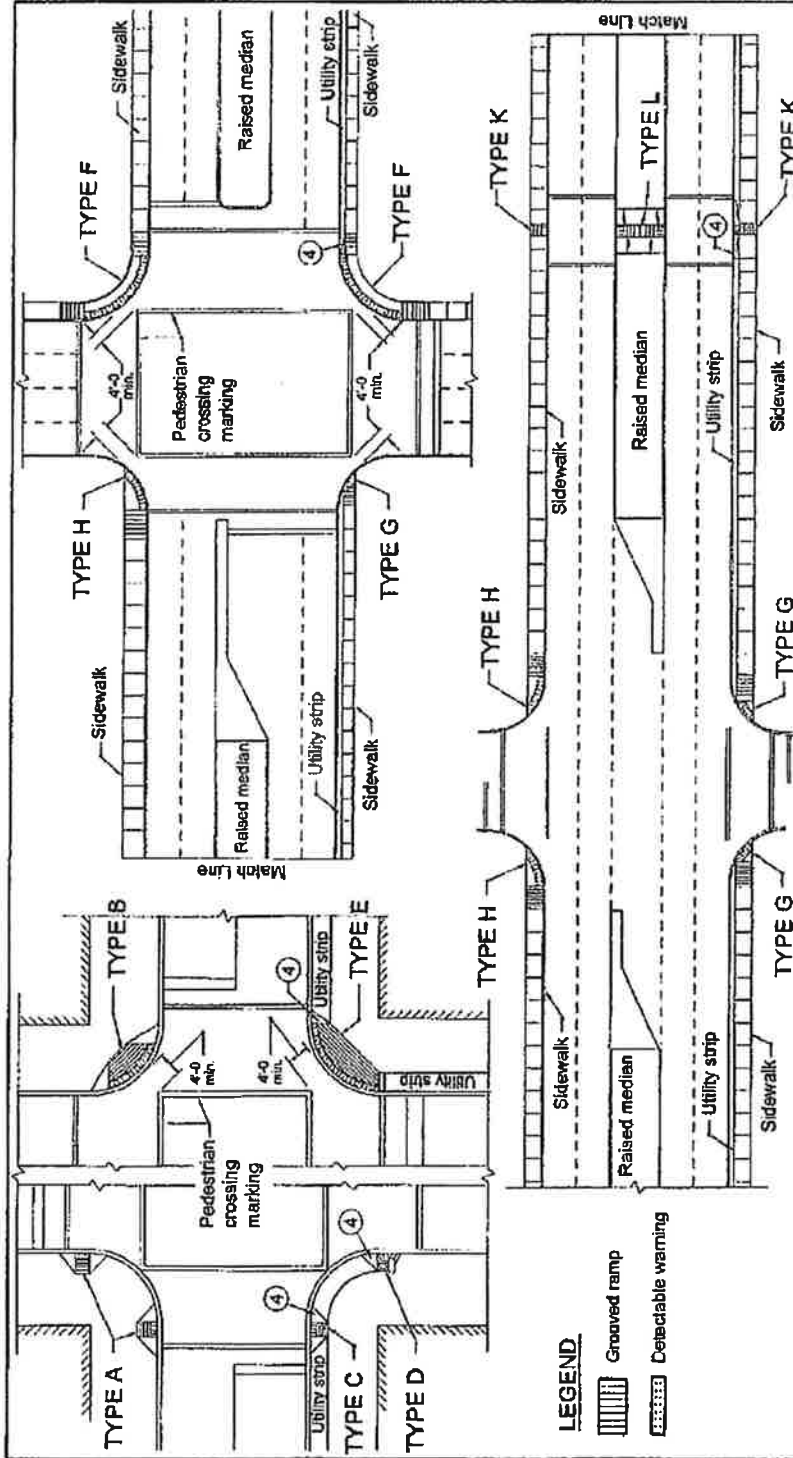 TYPE A
TYPE B
Pedestrian
crossing
marking
4'-0
min.
4'-0
min.
4
4
4
Utility strip
Utility strip
Utility strip
TYPE C
TYPE D
TYPE E
Match Line
Sidewalk
TYPE H
TYPE F
Sidewalk
Raised median
Raised median
Utility strip
Utility strip
Sidewalk
Sidewalk
4'-0
min.
Pedestrian
crossing
marking
4'-0
min.
4
TYPE G
TYPE F
LEGEND
Grooved ramp
Detectable warning
TYPE H
TYPE H
TYPE K
Match Line
Sidewalk
Sidewalk
Raised median
Raised median
TYPE L
4
Utility strip
Utility strip
Sidewalk
Sidewalk
TYPE G
TYPE G
TYPE K